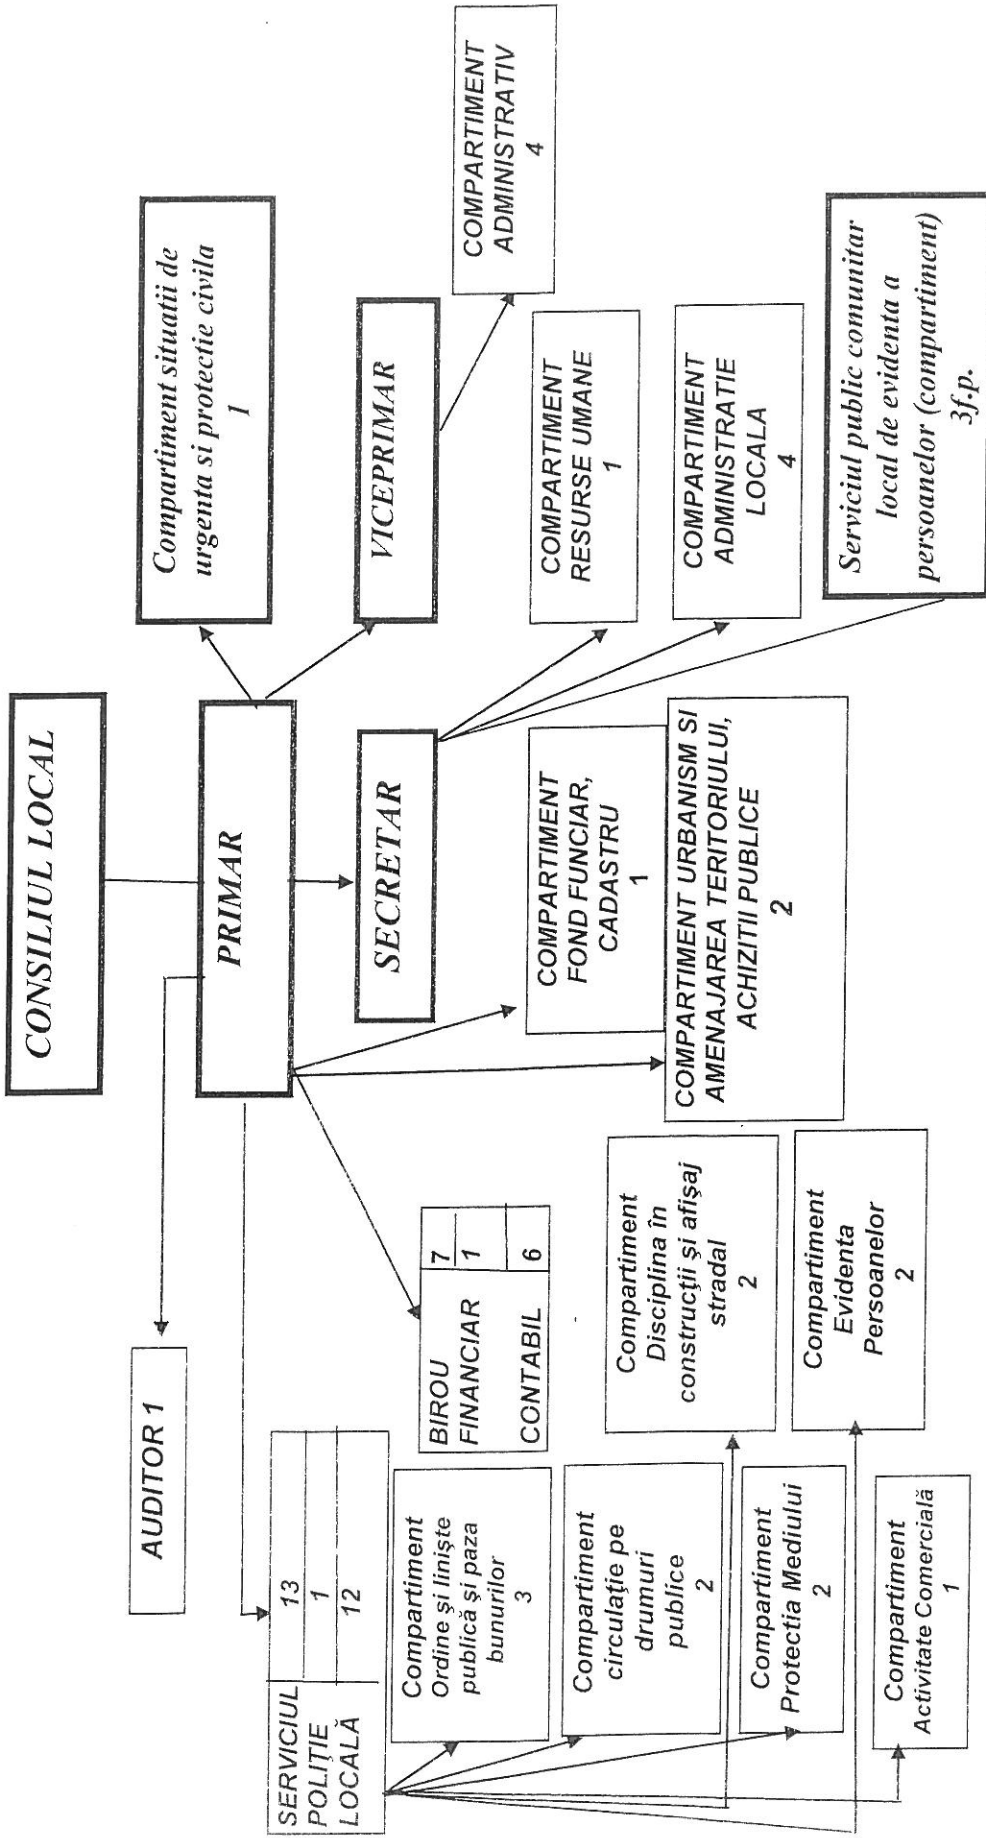 CONSILIUL LOCAL
AUDITOR 1
PRIMAR
Compartiment situatii de
urgenta si protectie civila
1
SERVICIUL 13
POLIȚIE 1
LOCALĂ 12
SECRETAR
VICEPRIMAR
BIROU 7
FINANCIAR 1
CONTABIL 6
COMPARTIMENT
ADMINISTRATIV
4
Compartiment
Ordine și liniște
publică și paza
bunurilor
3
COMPARTIMENT
FOND FUNCIAR,
CADASTRU
1
COMPARTIMENT
RESURSE UMANE
1
Compartiment
circulație pe
drumuri
publice
2
Compartiment
Disciplina în
construcții și afișaj
stradal
2
COMPARTIMENT URBANISM SI
AMENAJAREA TERITORIULUI,
ACHIZITII PUBLICE
2
COMPARTIMENT
ADMINISTRATIE
LOCALA
4
Compartiment
Protectia Mediului
2
Compartiment
Evidenta
Persoanelor
2
Serviciul public comunitar
local de evidenta a
persoanelor (compartiment)
3f.p.
Compartiment
Activitate Comercială
1